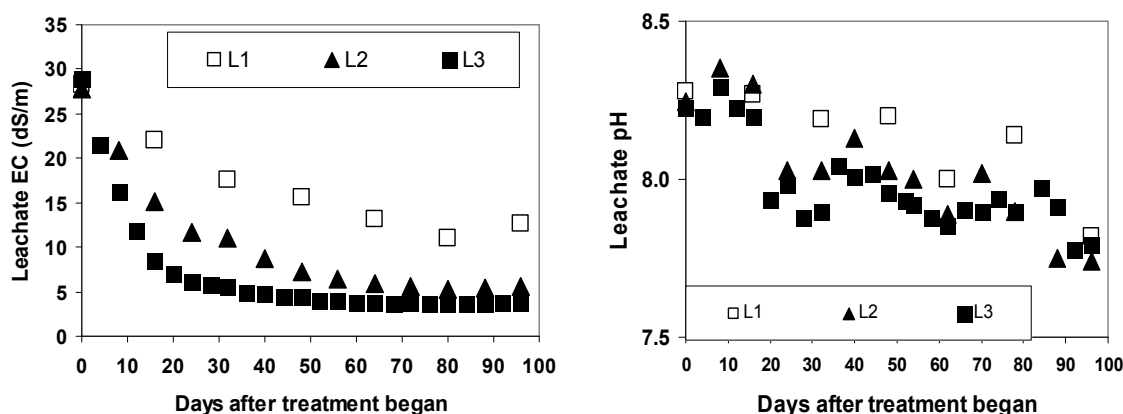 35
30
25
20
15
10
5
0
Leachate EC (dS/m)
L1 L2 L3
0 10 20 30 40 50 60 70 80 90 100
Days after treatment began
8.5
8.0
7.5
Leachate pH
L1 L2 L3
0 10 20 30 40 50 60 70 80 90 100
Days after treatment began